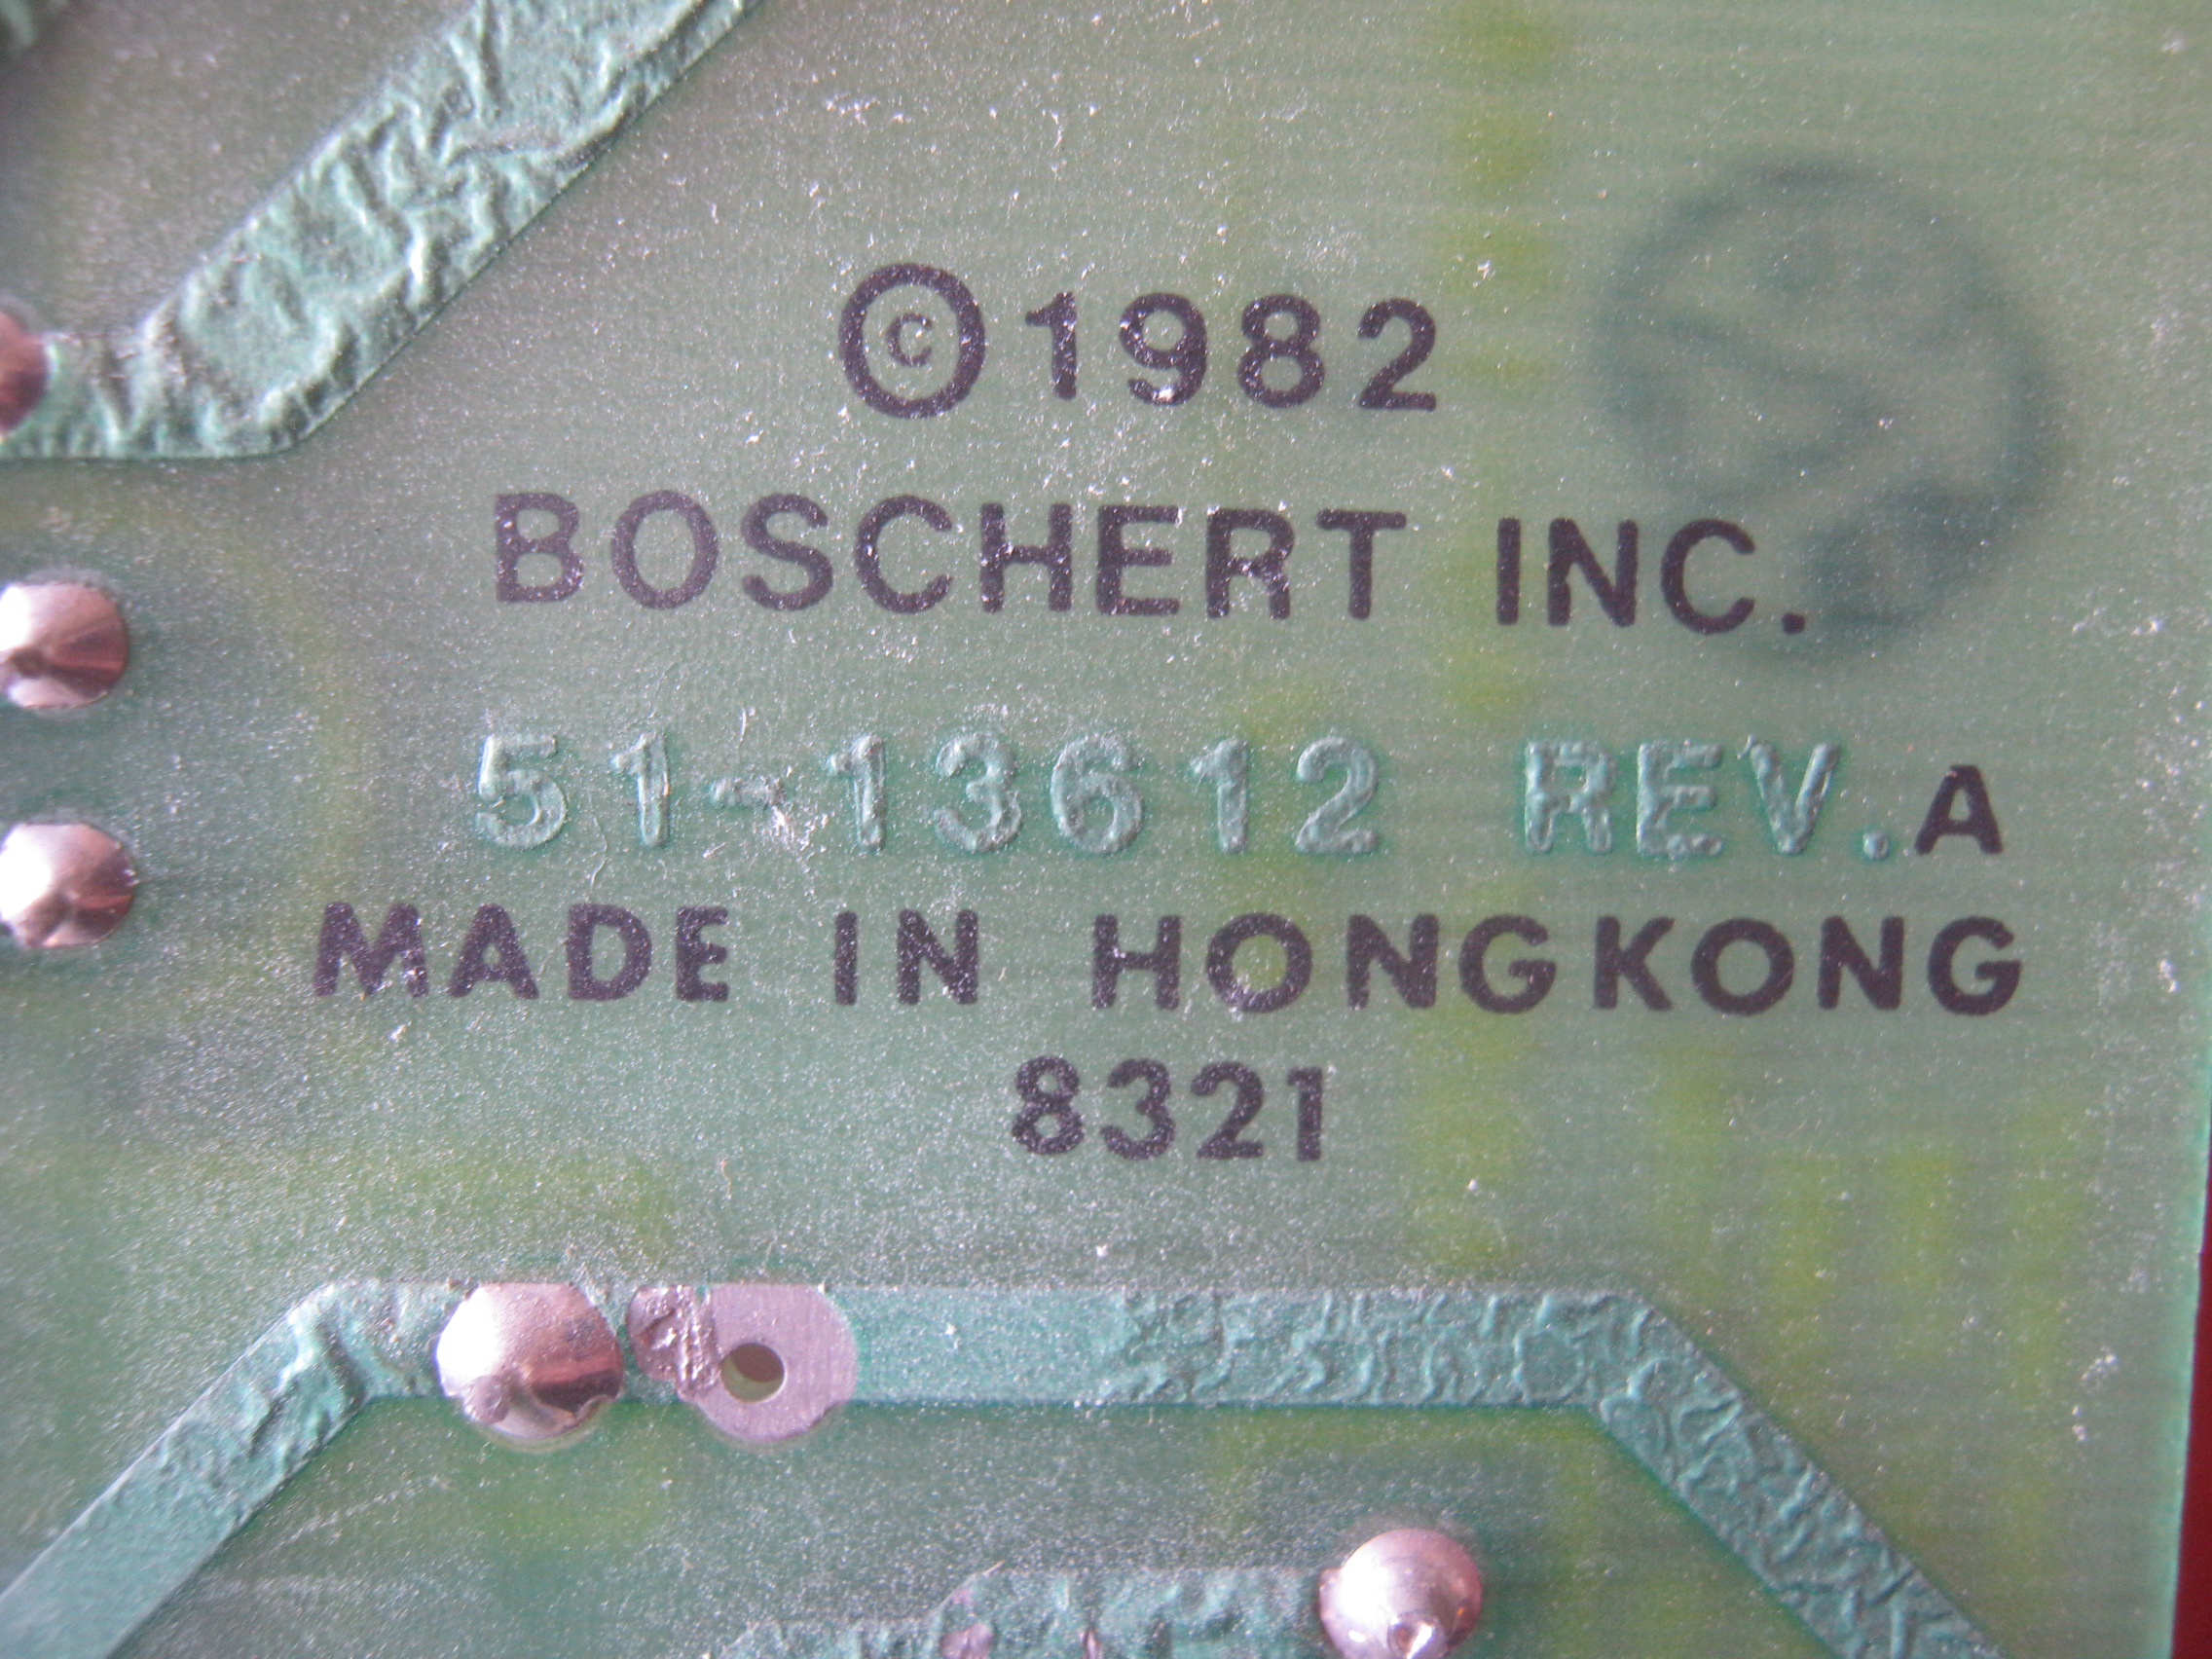 ©1982
BOSCHERT INC.
51-13612 REV.A
MADE IN HONGKONG
8321